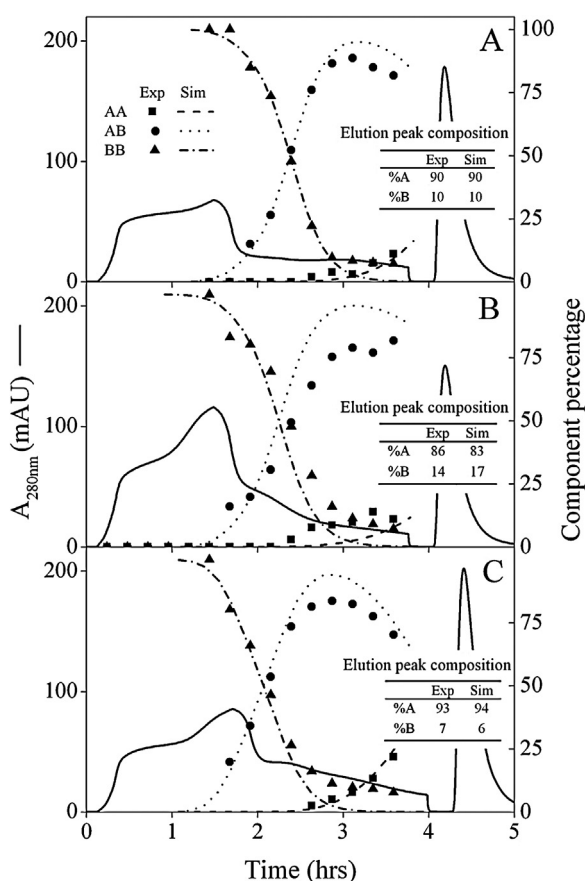 A
Exp Sim
AA
AB
BB
Elution peak composition
Exp Sim
%A 90 90
%B 10 10
200
100
0
100
75
50
25
0
B
Elution peak composition
Exp Sim
%A 86 83
%B 14 17
200
100
0
75
50
25
0
C
Elution peak composition
Exp Sim
%A 93 94
%B 7 6
200
100
0
75
50
25
0
A280nm (mAU)
Component percentage
0 1 2 3 4 5
Time (hrs)